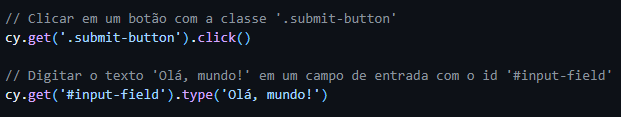 // Clicar em um botão com a classe '.submit-button'
cy.get('.submit-button').click()
// Digitar o texto 'Olá, mundo!' em um campo de entrada com o id '#input-field'
cy.get('#input-field').type('Olá, mundo!')